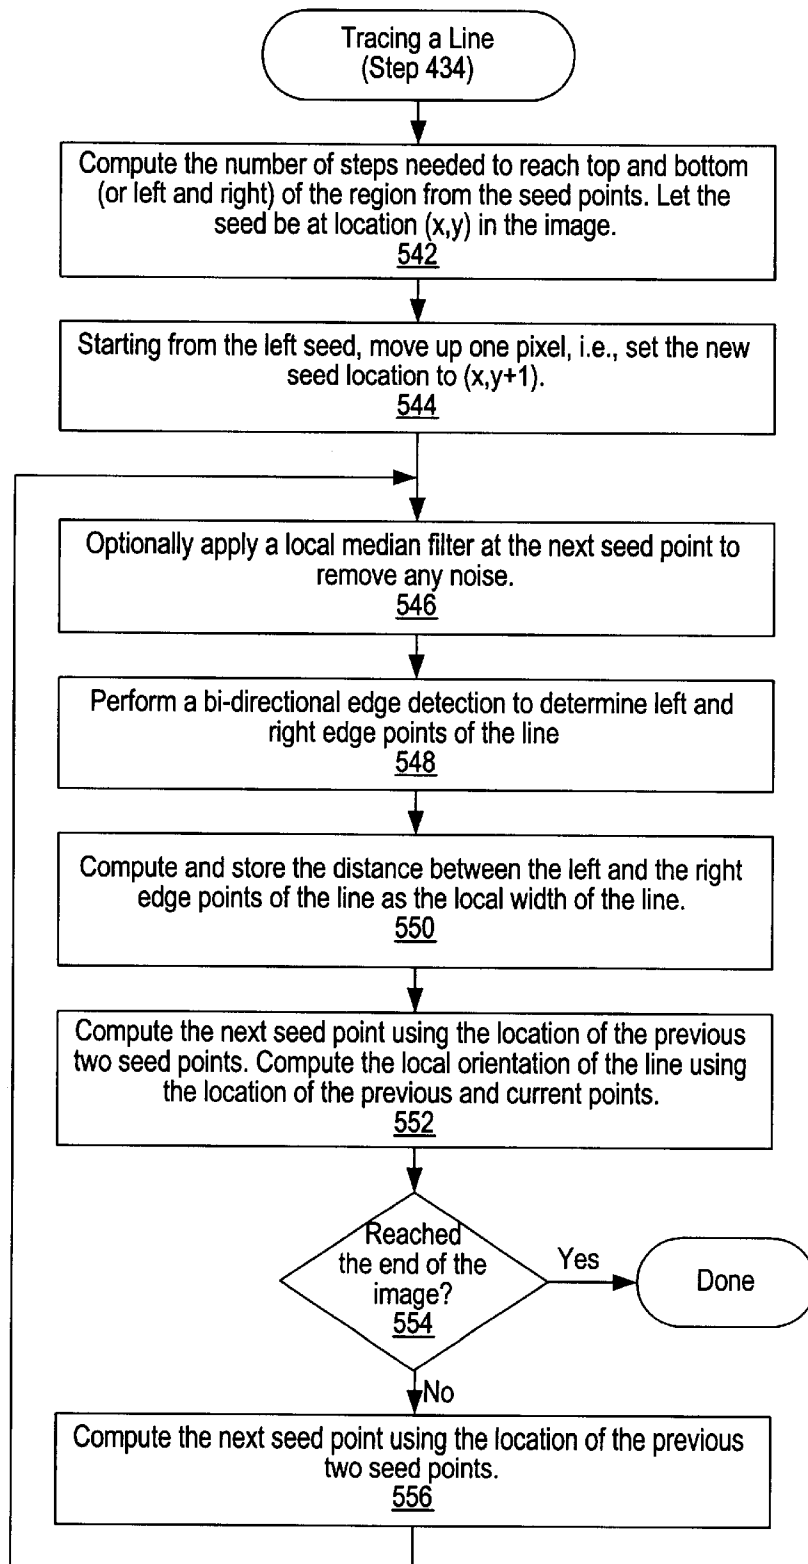 Tracing a Line
(Step 434)
Compute the number of steps needed to reach top and bottom
(or left and right) of the region from the seed points. Let the
seed be at location (x,y) in the image.
542
Starting from the left seed, move up one pixel, i.e., set the new
seed location to (x,y+1).
544
Optionally apply a local median filter at the next seed point to
remove any noise.
546
Perform a bi-directional edge detection to determine left and
right edge points of the line
548
Compute and store the distance between the left and the right
edge points of the line as the local width of the line.
550
Compute the next seed point using the location of the previous
two seed points. Compute the local orientation of the line using
the location of the previous and current points.
552
Reached
the end of the
image?
554
Yes
Done
No
Compute the next seed point using the location of the previous
two seed points.
556